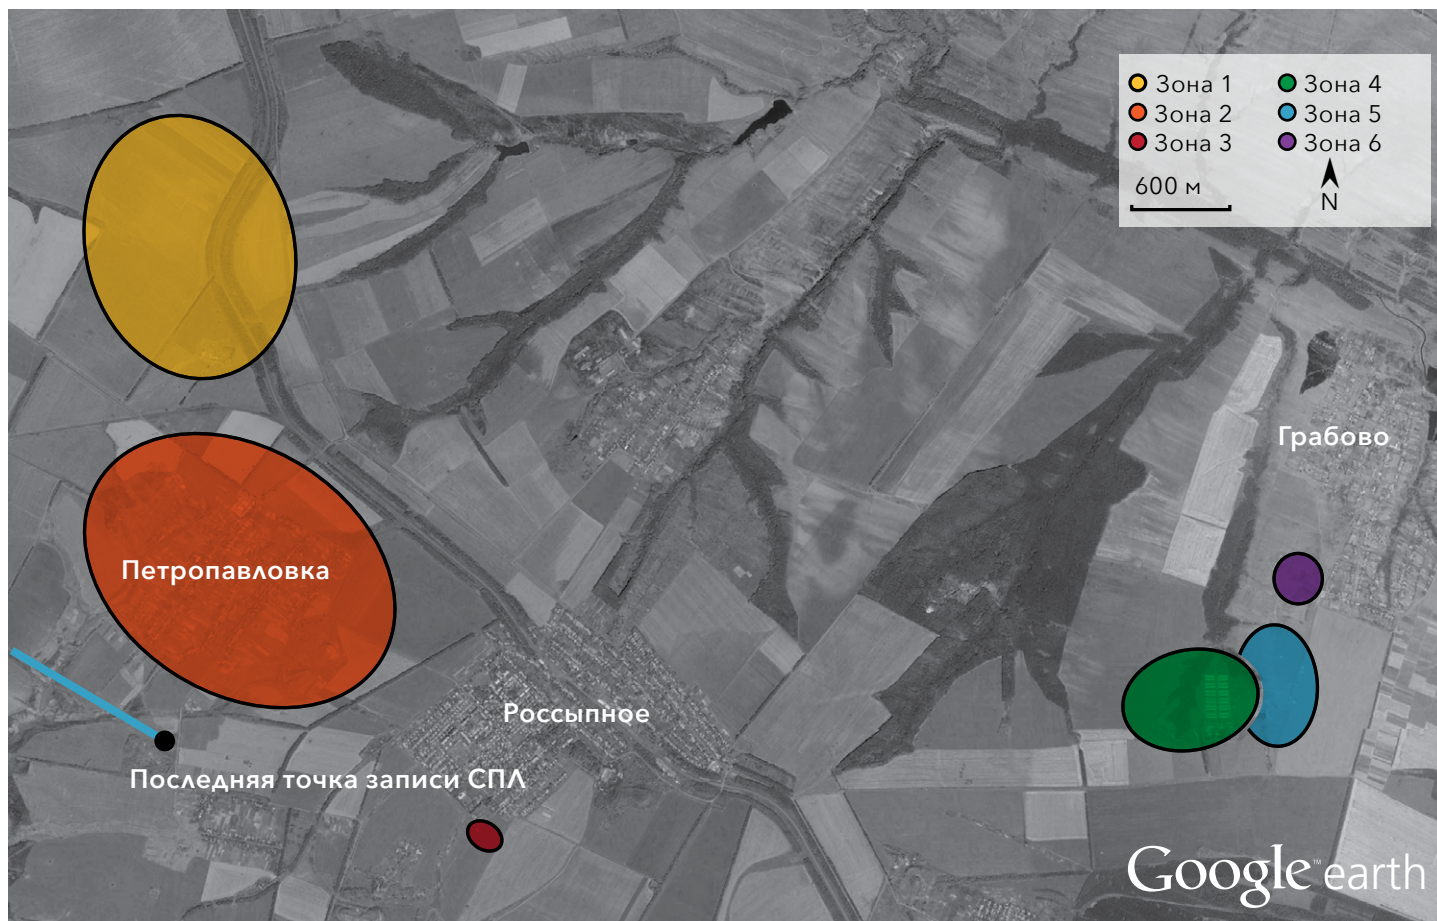 Зона 1
Зона 2
Зона 3
Зона 4
Зона 5
Зона 6
600 м
N
Грабово
Петропавловка
Россыпное
Последняя точка записи СПЛ
Google™ earth